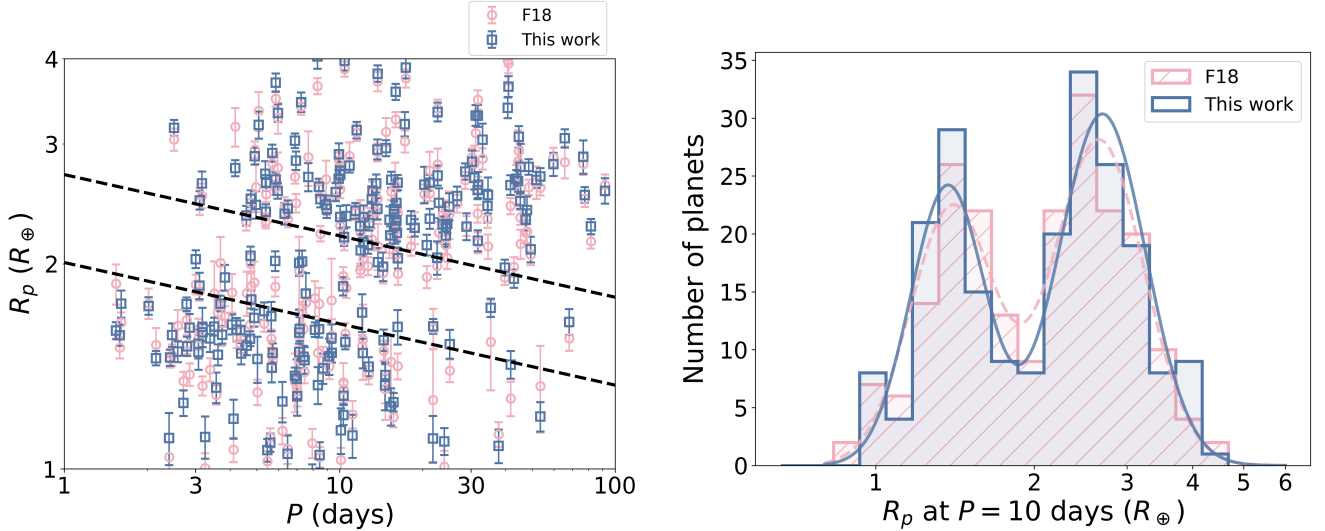 F18
This work
4
3
2
1
R_p (R_⊕)
1
3
10
30
100
P (days)
35
30
25
20
15
10
5
0
Number of planets
F18
This work
1
2
3
4
5
6
R_p at P = 10 days (R_⊕)